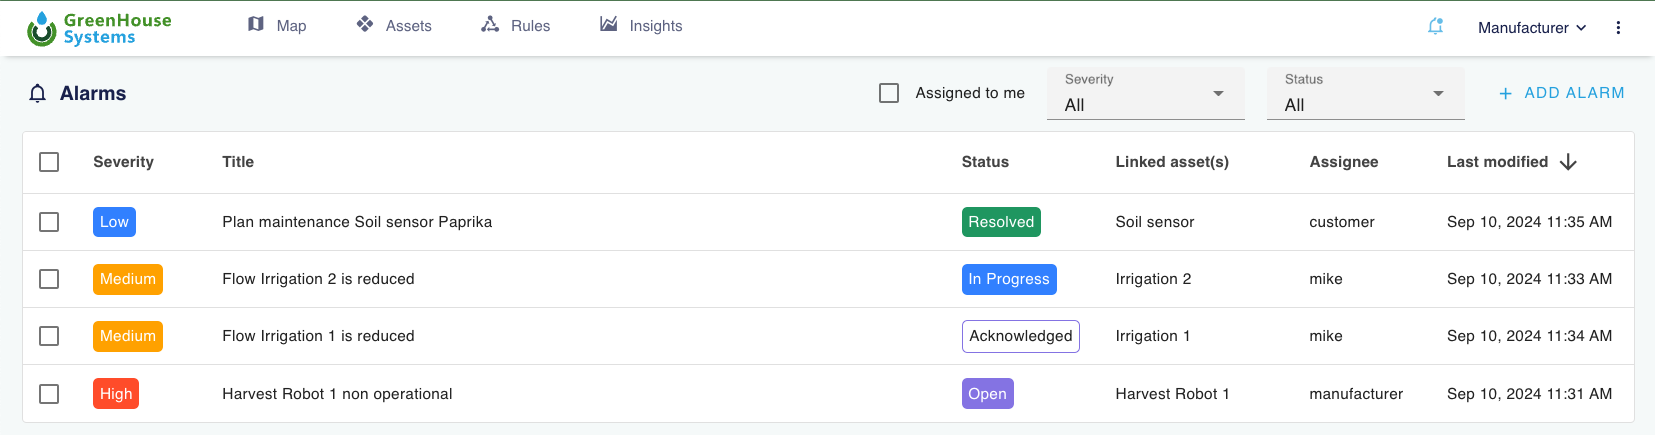 GreenHouse
Systems
Map Assets Rules Insights Manufacturer
Alarms Assigned to me Severity All Status All + ADD ALARM
Severity Title Status Linked asset(s) Assignee Last modified
Low Plan maintenance Soil sensor Paprika Resolved Soil sensor customer Sep 10, 2024 11:35 AM
Medium Flow Irrigation 2 is reduced In Progress Irrigation 2 mike Sep 10, 2024 11:33 AM
Medium Flow Irrigation 1 is reduced Acknowledged Irrigation 1 mike Sep 10, 2024 11:34 AM
High Harvest Robot 1 non operational Open Harvest Robot 1 manufacturer Sep 10, 2024 11:31 AM